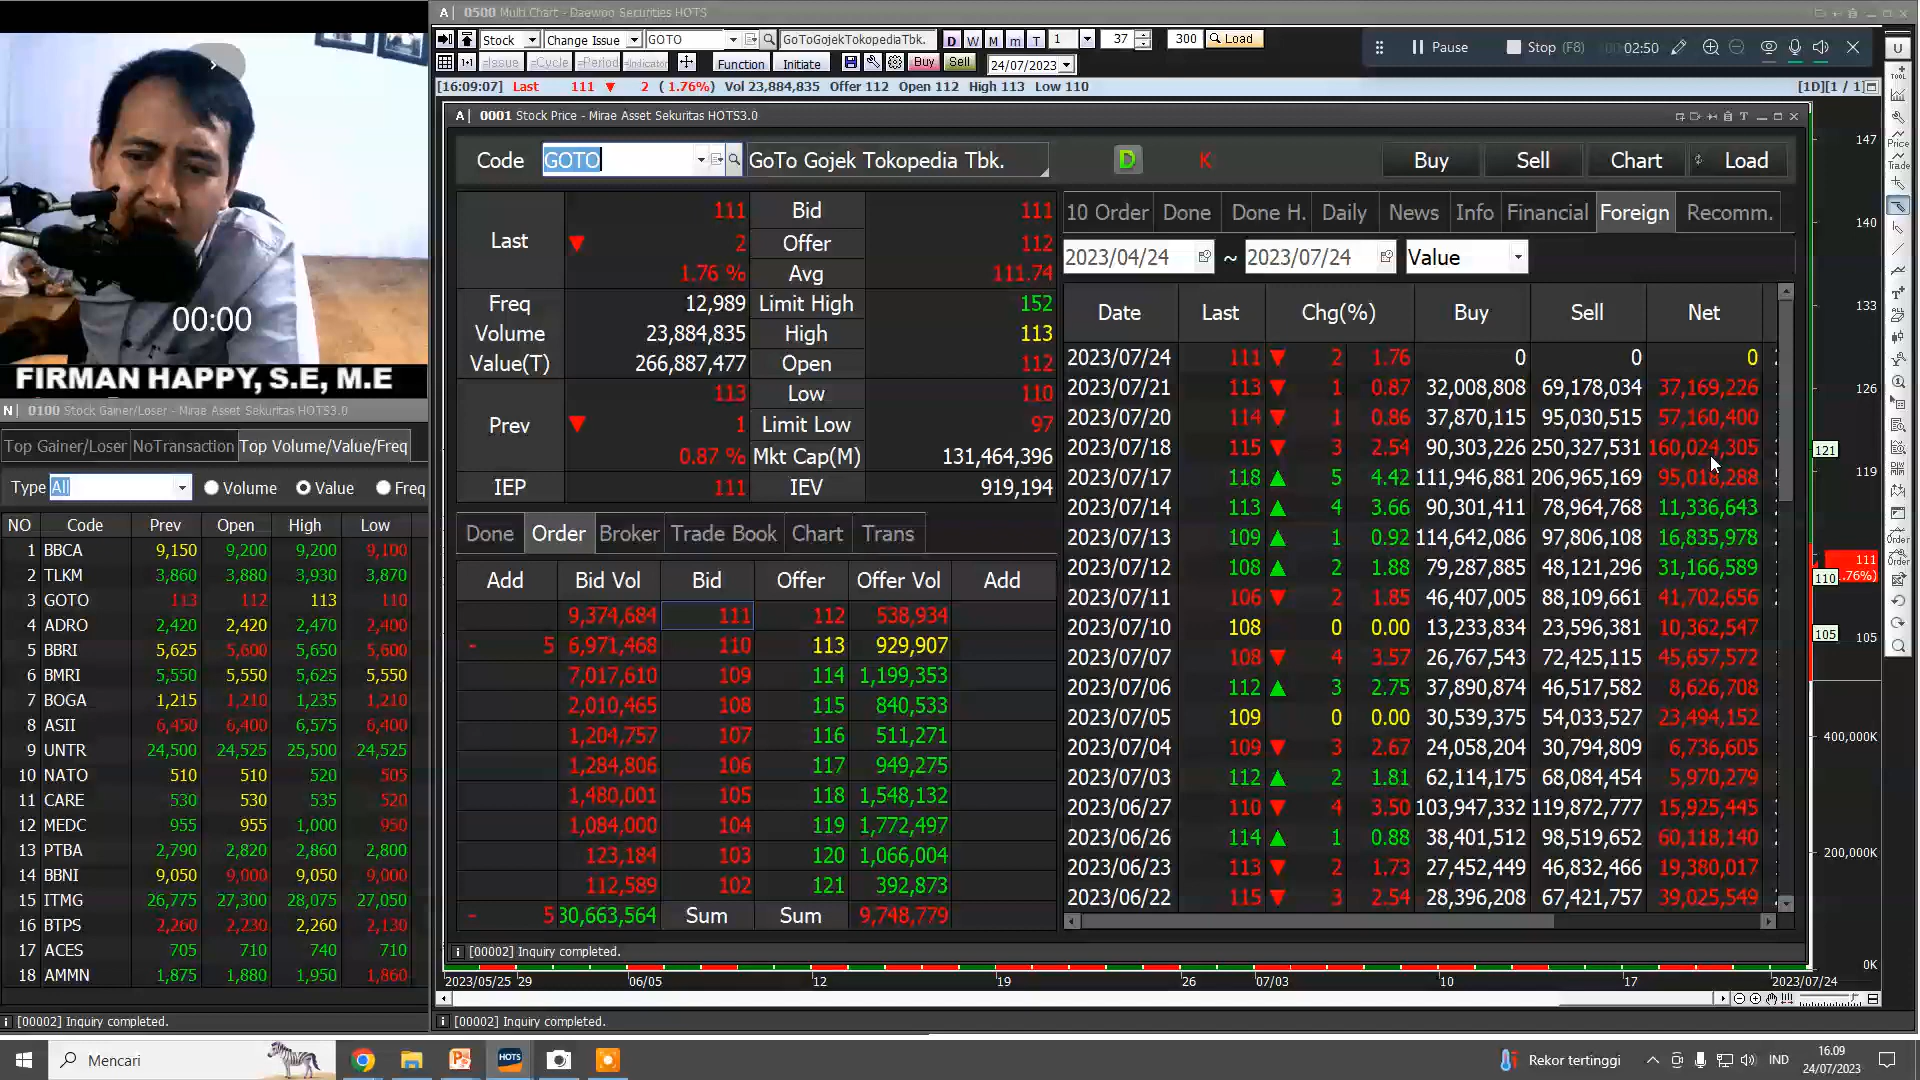 00:00
FIRMAN HAPPY, S.E, M.E
0100 Stock Gainer/Loser - Mirae Asset Sekuritas HOTS3.0
Top Gainer/Loser NoTransaction Top Volume/Value/Freq
Type All Volume Value Freq
NO Code Prev Open High Low
1 BBCA 9,150 9,200 9,200 9,100
2 TLKM 3,860 3,880 3,930 3,870
3 GOTO 113 112 113 110
4 ADRO 2,420 2,420 2,470 2,400
5 BBRI 5,625 5,600 5,650 5,600
6 BMRI 5,550 5,550 5,625 5,550
7 BOGA 1,215 1,210 1,235 1,210
8 ASII 6,450 6,400 6,575 6,400
9 UNTR 24,500 24,525 25,500 24,525
10 NATO 510 510 520 505
11 CARE 530 530 535 520
12 MEDC 955 955 1,000 950
13 PTBA 2,790 2,820 2,860 2,800
14 BBNI 9,050 9,000 9,050 9,000
15 ITMG 26,775 27,300 28,075 27,050
16 BTPS 2,260 2,230 2,260 2,130
17 ACES 705 710 740 710
18 AMMN 1,875 1,880 1,950 1,860
[00002] Inquiry completed.
A 0500 Multi Chart - Daewoo Securities HOTS
Stock Change Issue GOTO GoToGojekTokopediaTbk. D W M m T 1 37 300 Load
=Issue =Cycle =Period =Indicator Function Initiate Buy Sell 24/07/2023
Pause Stop (F8) 02:50
[16:09:07] Last 111 ▼ 2 ( 1.76%) Vol 23,884,835 Offer 112 Open 112 High 113 Low 110 [1D][1 / 1]
A 0001 Stock Price - Mirae Asset Sekuritas HOTS3.0
Code GOTO GoTo Gojek Tokopedia Tbk. D K Buy Sell Chart Load
Last 111 Bid 111
▼ 2 Offer 112
1.76 % Avg 111.74
Freq 12,989 Limit High 152
Volume 23,884,835 High 113
Value(T) 266,887,477 Open 112
Prev 113 Low 110
▼ 1 Limit Low 97
0.87 % Mkt Cap(M) 131,464,396
IEP 111 IEV 919,194
Done Order Broker Trade Book Chart Trans
Add Bid Vol Bid Offer Offer Vol Add
9,374,684 111 112 538,934
- 5 6,971,468 110 113 929,907
7,017,610 109 114 1,199,353
2,010,465 108 115 840,533
1,204,757 107 116 511,271
1,284,806 106 117 949,275
1,480,001 105 118 1,548,132
1,084,000 104 119 1,772,497
123,184 103 120 1,066,004
112,589 102 121 392,873
- 5 30,663,564 Sum Sum 9,748,779
10 Order Done Done H. Daily News Info Financial Foreign Recomm.
2023/04/24 ~ 2023/07/24 Value
Date Last Chg(%) Buy Sell Net
2023/07/24 111 ▼ 2 1.76 0 0 0
2023/07/21 113 ▼ 1 0.87 32,008,808 69,178,034 37,169,226
2023/07/20 114 ▼ 1 0.86 37,870,115 95,030,515 57,160,400
2023/07/18 115 ▼ 3 2.54 90,303,226 250,327,531 160,024,305
2023/07/17 118 ▲ 5 4.42 111,946,881 206,965,169 95,018,288
2023/07/14 113 ▲ 4 3.66 90,301,411 78,964,768 11,336,643
2023/07/13 109 ▲ 1 0.92 114,642,086 97,806,108 16,835,978
2023/07/12 108 ▲ 2 1.88 79,287,885 48,121,296 31,166,589
2023/07/11 106 ▼ 2 1.85 46,407,005 88,109,661 41,702,656
2023/07/10 108 0 0.00 13,233,834 23,596,381 10,362,547
2023/07/07 108 ▼ 4 3.57 26,767,543 72,425,115 45,657,572
2023/07/06 112 ▲ 3 2.75 37,890,874 46,517,582 8,626,708
2023/07/05 109 0 0.00 30,539,375 54,033,527 23,494,152
2023/07/04 109 ▼ 3 2.67 24,058,204 30,794,809 6,736,605
2023/07/03 112 ▲ 2 1.81 62,114,175 68,084,454 5,970,279
2023/06/27 110 ▼ 4 3.50 103,947,332 119,872,777 15,925,445
2023/06/26 114 ▲ 1 0.88 38,401,512 98,519,652 60,118,140
2023/06/23 113 ▼ 2 1.73 27,452,449 46,832,466 19,380,017
2023/06/22 115 ▼ 3 2.54 28,396,208 67,421,757 39,025,549
[00002] Inquiry completed.
2023/05/25 29 06/05 12 19 26 07/03 10 17 2023/07/24
[00002] Inquiry completed.
147
140
133
126
121
119
111
110 .76%)
105 105
400,000K
200,000K
0K
U
TOOL
Price
Trade
Order
Order
Mencari
HOTS
Rekor tertinggi
IND
16.09
24/07/2023